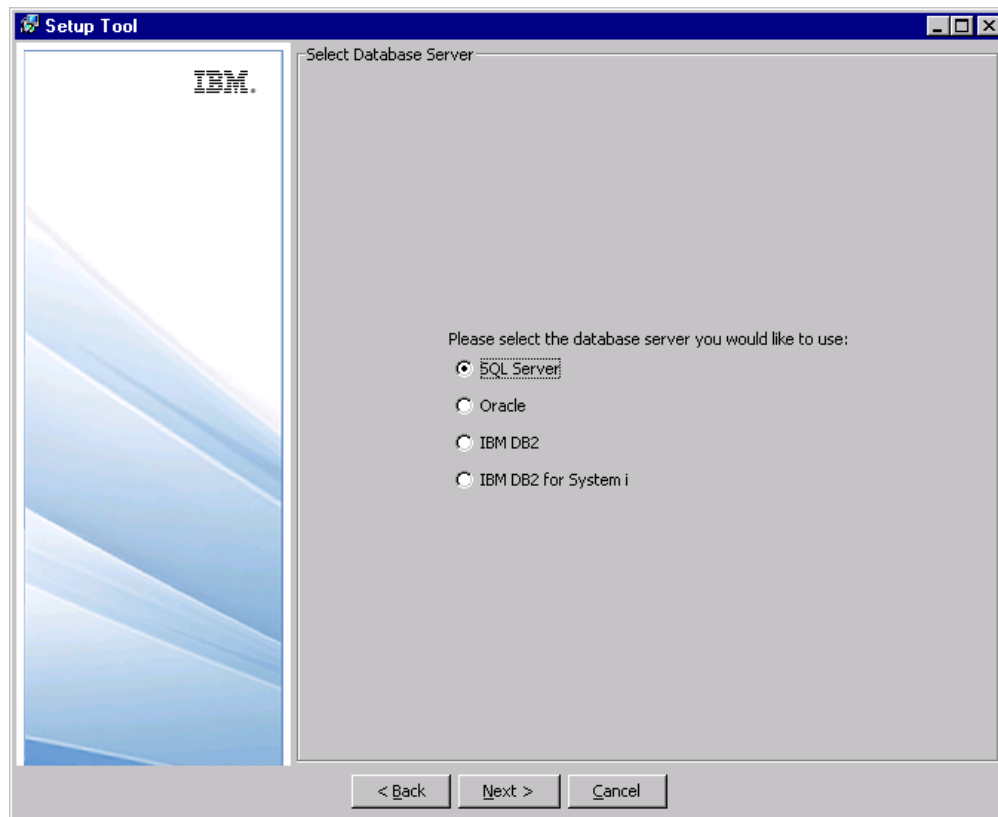 Setup Tool
IBM.
Select Database Server
Please select the database server you would like to use:
SQL Server
Oracle
IBM DB2
IBM DB2 for System i
< Back
Next >
Cancel